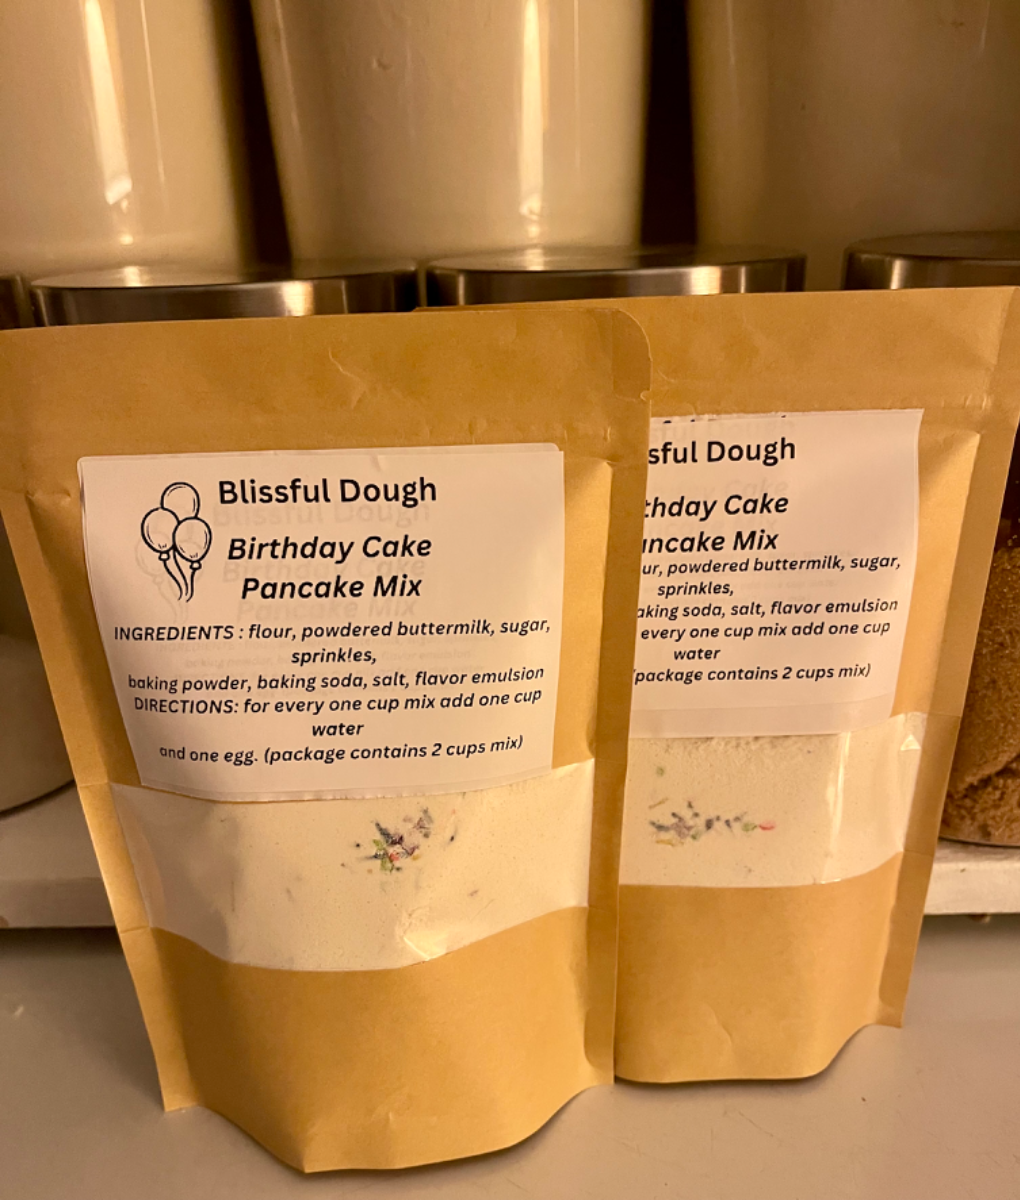 Blissful Dough
Birthday Cake
Pancake Mix
INGREDIENTS : flour, powdered buttermilk, sugar,
sprinkles,
baking powder, baking soda, salt, flavor emulsion
DIRECTIONS: for every one cup mix add one cup
water
and one egg. (package contains 2 cups mix)
sful Dough
thday Cake
ncake Mix
ur, powdered buttermilk, sugar,
sprinkles,
aking soda, salt, flavor emulsion
every one cup mix add one cup
water
(package contains 2 cups mix)